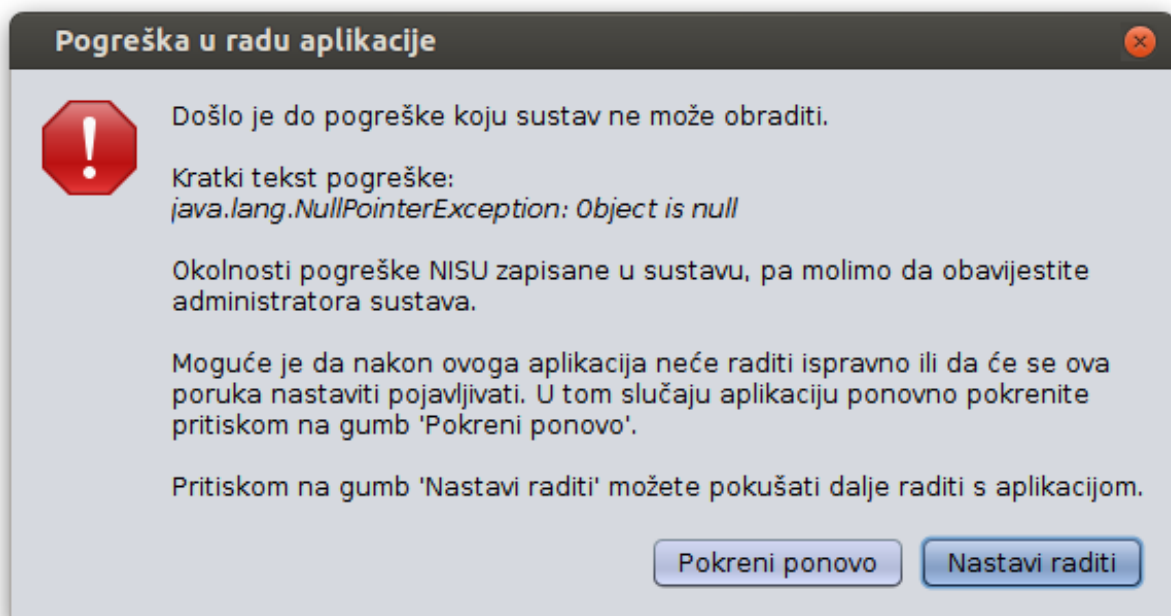 Pogreška u radu aplikacije
Došlo je do pogreške koju sustav ne može obraditi.
Kratki tekst pogreške:
java.lang.NullPointerException: Object is null
Okolnosti pogreške NISU zapisane u sustavu, pa molimo da obavijestite
administratora sustava.
Moguće je da nakon ovoga aplikacija neće raditi ispravno ili da će se ova
poruka nastaviti pojavljivati. U tom slučaju aplikaciju ponovno pokrenite
pritiskom na gumb 'Pokreni ponovo'.
Pritiskom na gumb 'Nastavi raditi' možete pokušati dalje raditi s aplikacijom.
Pokreni ponovo
Nastavi raditi